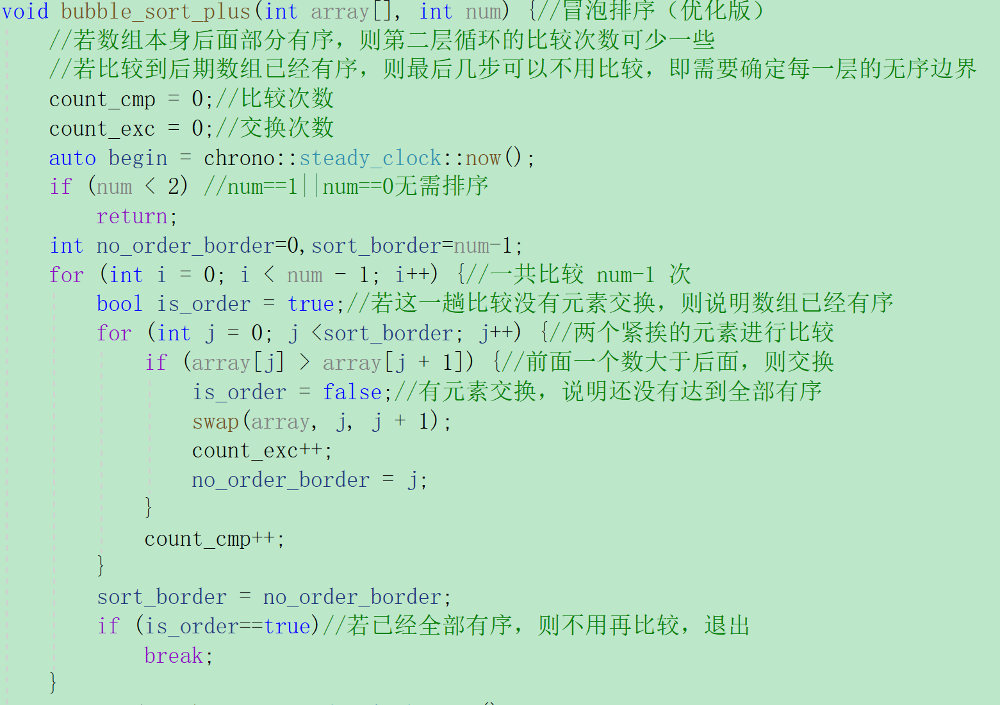 void bubble_sort_plus(int array[], int num) {//冒泡排序（优化版）
//若数组本身后面部分有序，则第二层循环的比较次数可少一些
//若比较到后期数组已经有序，则最后几步可以不用比较，即需要确定每一层的无序边界
count_cmp = 0;//比较次数
count_exc = 0;//交换次数
auto begin = chrono::steady_clock::now();
if (num < 2) //num==1||num==0无需排序
return;
int no_order_border=0,sort_border=num-1;
for (int i = 0; i < num - 1; i++) {//一共比较 num-1 次
bool is_order = true;//若这一趟比较没有元素交换，则说明数组已经有序
for (int j = 0; j <sort_border; j++) {//两个紧挨的元素进行比较
if (array[j] > array[j + 1]) {//前面一个数大于后面，则交换
is_order = false;//有元素交换，说明还没有达到全部有序
swap(array, j, j + 1);
count_exc++;
no_order_border = j;
}
count_cmp++;
}
sort_border = no_order_border;
if (is_order==true)//若已经全部有序，则不用再比较，退出
break;
}